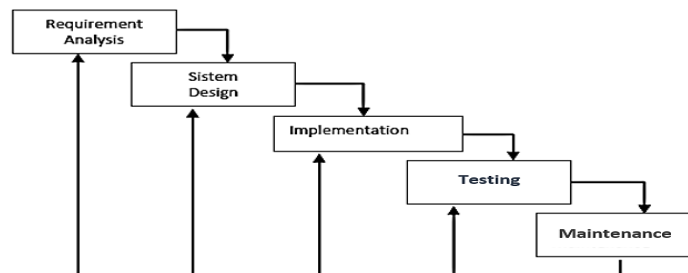 Requirement
Analysis
Sistem
Design
Implementation
Testing
Maintenance